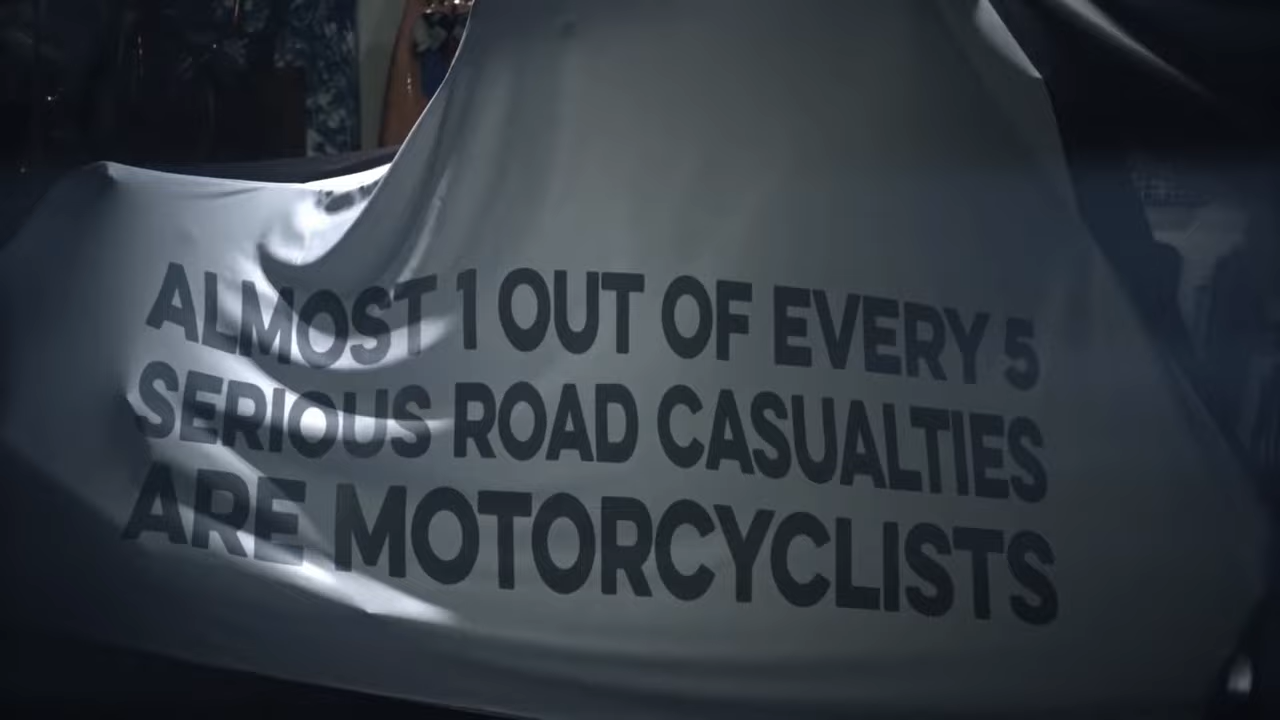 ALMOST 1 OUT OF EVERY 5
SERIOUS ROAD CASUALTIES
ARE MOTORCYCLISTS